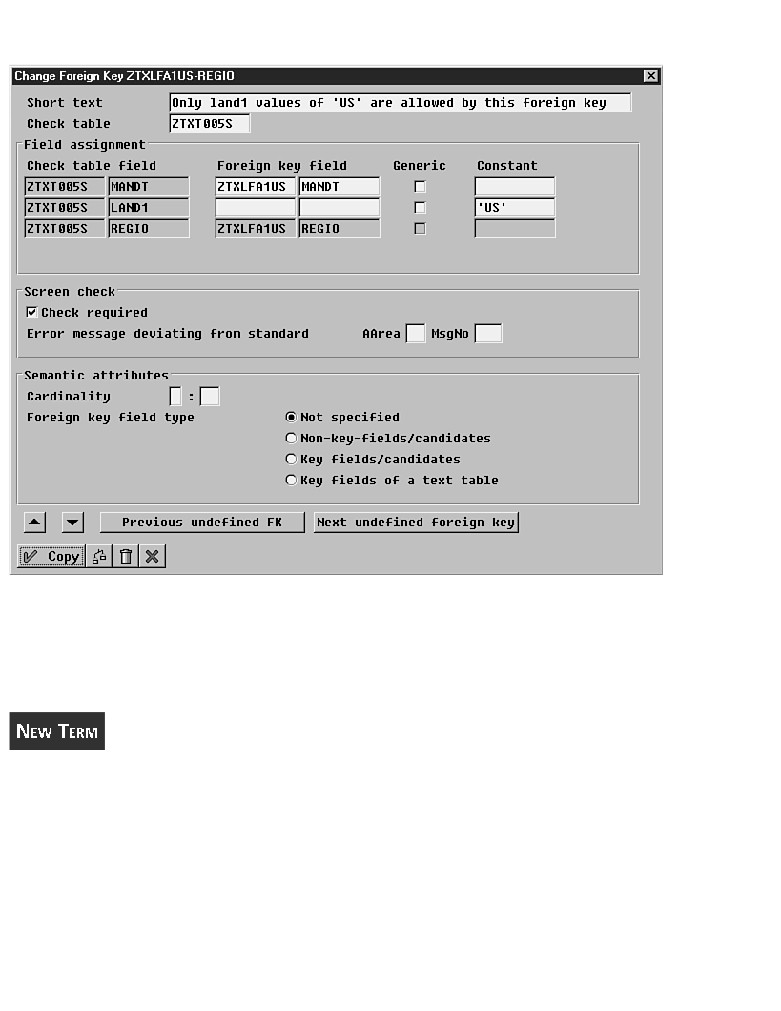 Change Foreign Key ZTXLFA1US-REGIO
Short text Only land1 values of 'US' are allowed by this foreign key
Check table ZTXT005S
Field assignment
Check table field Foreign key field Generic Constant
ZTXT005S MANDT ZTXLFA1US MANDT
ZTXT005S LAND1 'US'
ZTXT005S REGIO ZTXLFA1US REGIO
Screen check
Check required
Error message deviating from standard AArea MsgNo
Semantic attributes
Cardinality :
Foreign key field type Not specified
Non-key-fields/candidates
Key fields/candidates
Key fields of a text table
Previous undefined FK Next undefined foreign key
Copy
NEW TERM